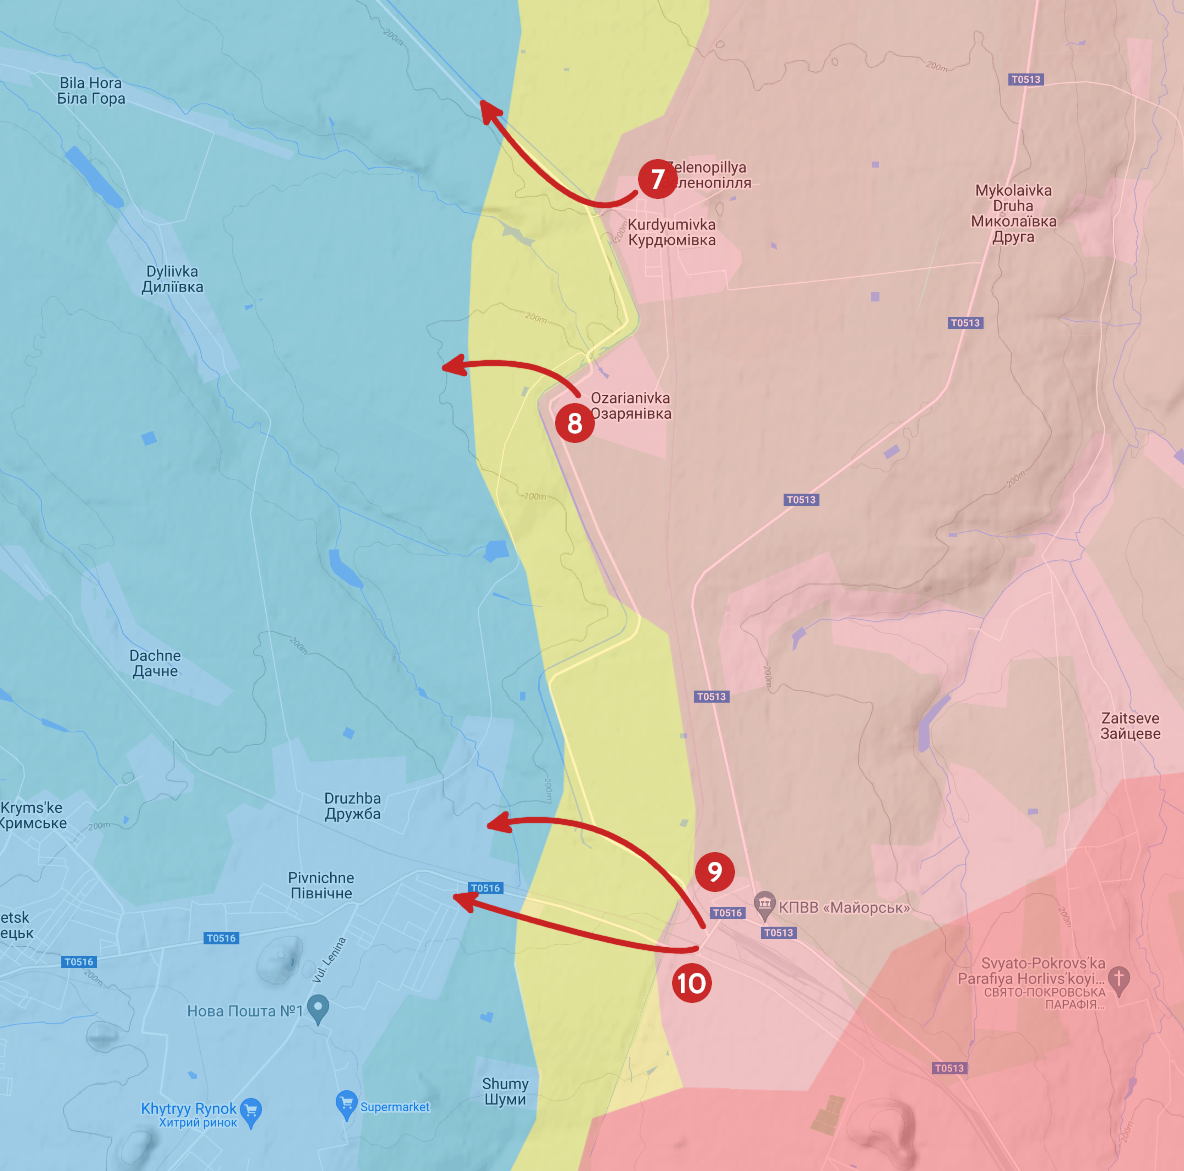 200m
200m
T0513
Bila Hora
Біла Гора
7
Zelenopillya
Зеленопілля
Mykolaivka
Druha
Миколаївка
Друга
Kurdyumivka
Курдюмівка
200m
Dyliivka
Диліївка
200m
T0513
8
Ozarianivka
Озарянівка
200m
200m
T0513
Dachne
Дачне
200m
200m
T0513
Zaitseve
Зайцеве
200m
Kryms'ke
Кримське
200m
Druzhba
Дружба
9
Pivnichne
Північне
T0516
T0516
КПВВ «Майорськ»
T0513
etsk
ецьк
T0516
T0516
Vul. Lenina
200m
10
Svyato-Pokrovs'ka
Parafiya Horlivs'koyi...
СВЯТО-ПОКРОВСЬКА
ПАРАФІЯ...
Нова Пошта №1
T0513
Shumy
Шуми
Khytryy Rynok
Хитрий ринок
Supermarket
200m